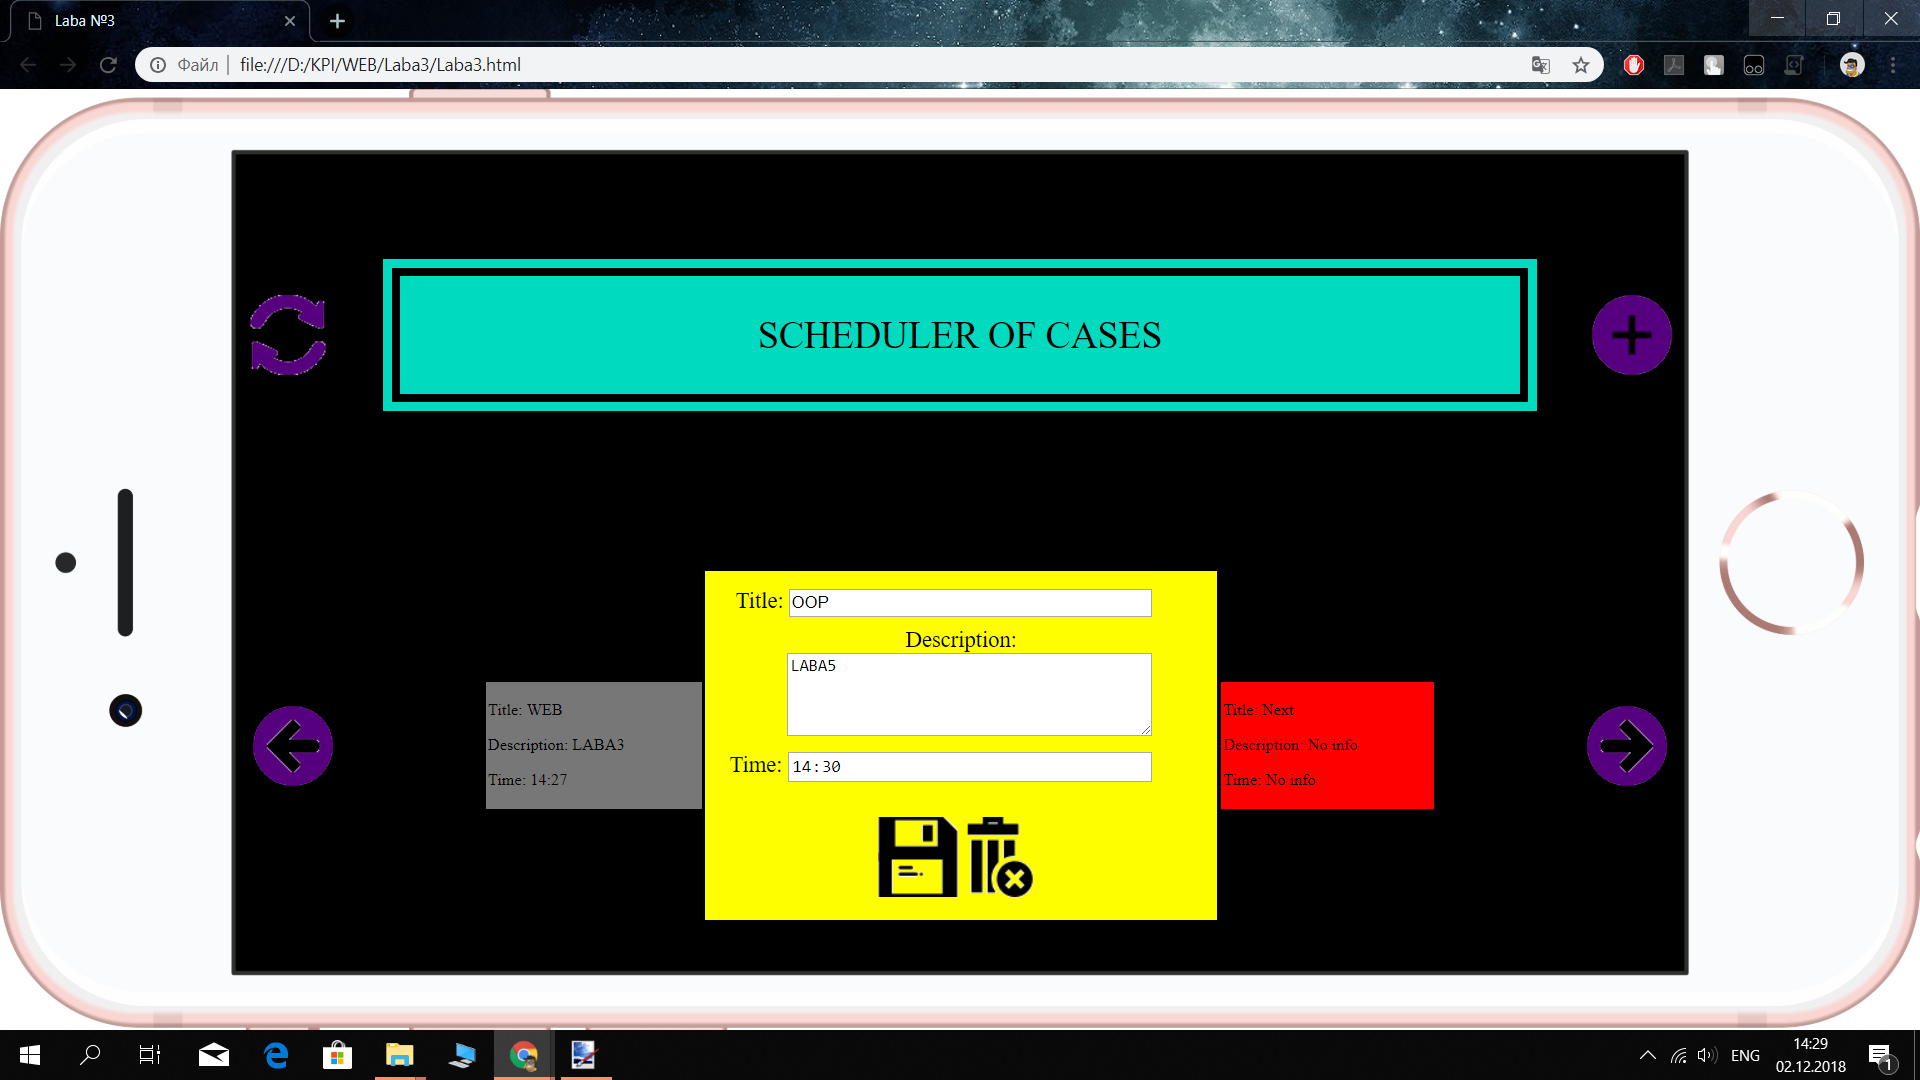 Laba №3
Файл
file:///D:/KPI/WEB/Laba3/Laba3.html
SCHEDULER OF CASES
Title: OOP
Description:
LABA5
Time: 14:30
Title: WEB
Description: LABA3
Time: 14:27
Title: Next
Description: No info
Time: No info
ENG
14:29
02.12.2018
1